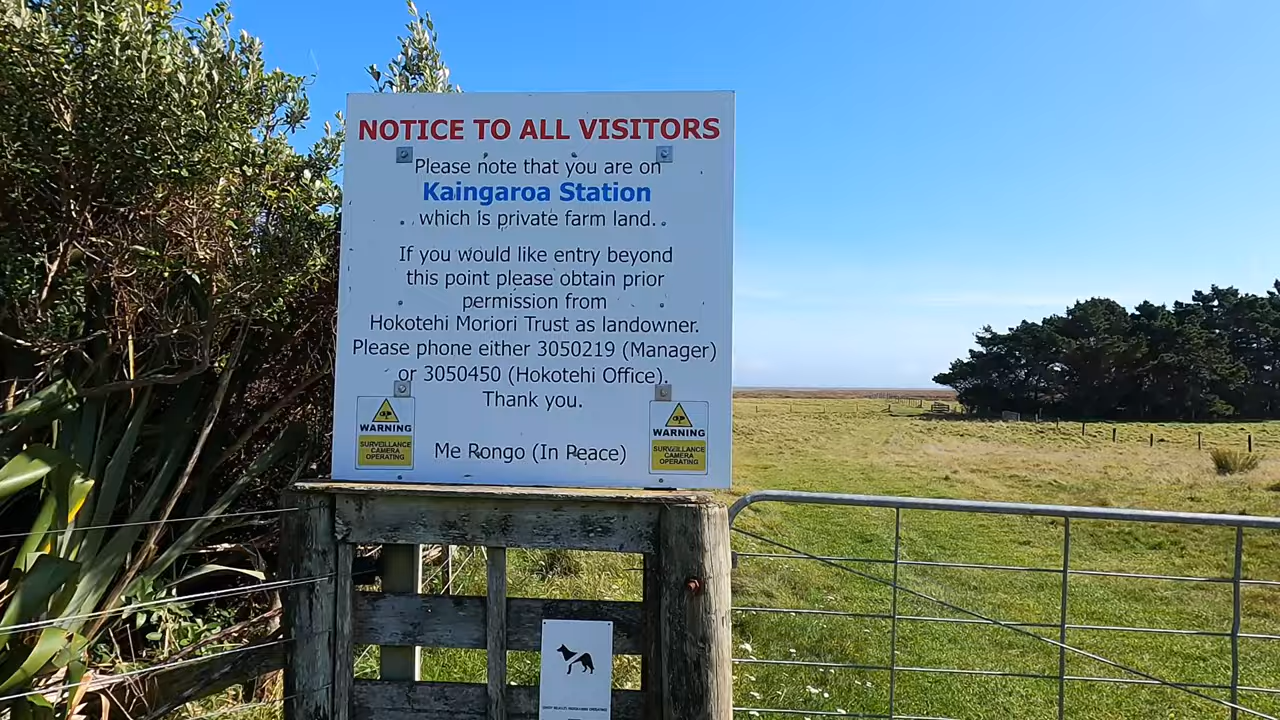 NOTICE TO ALL VISITORS
Please note that you are on
Kaingaroa Station
which is private farm land.
If you would like entry beyond
this point please obtain prior
permission from
Hokotehi Moriori Trust as landowner.
Please phone either 3050219 (Manager)
or 3050450 (Hokotehi Office).
Thank you.
WARNING
SURVEILLANCE
CAMERA
OPERATING
Me Rongo (In Peace)
WARNING
SURVEILLANCE
CAMERA
OPERATING